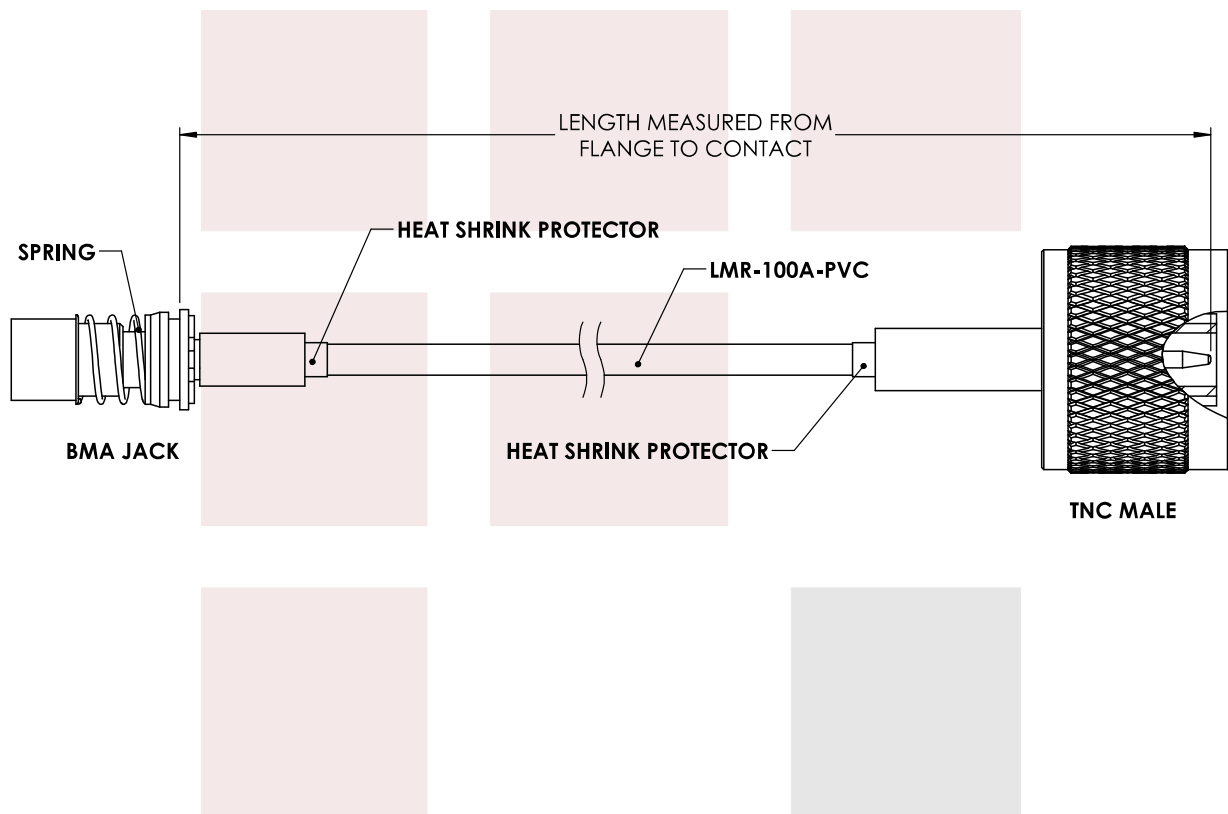 LENGTH MEASURED FROM
FLANGE TO CONTACT
HEAT SHRINK PROTECTOR
SPRING
LMR-100A-PVC
BMA JACK
HEAT SHRINK PROTECTOR
TNC MALE